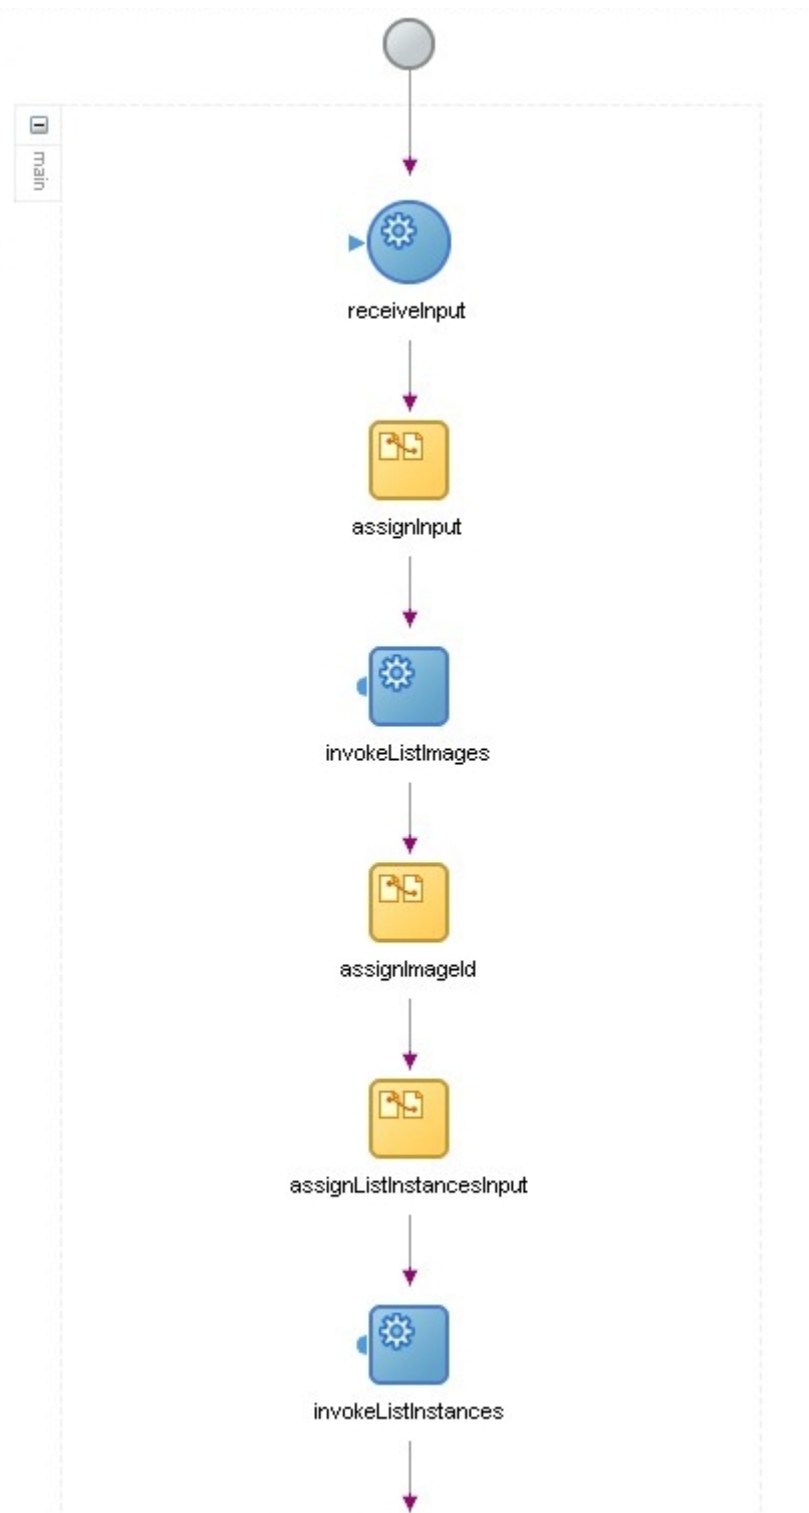 main
receiveInput
assignInput
invokeListImages
assignImageId
assignListInstancesInput
invokeListInstances